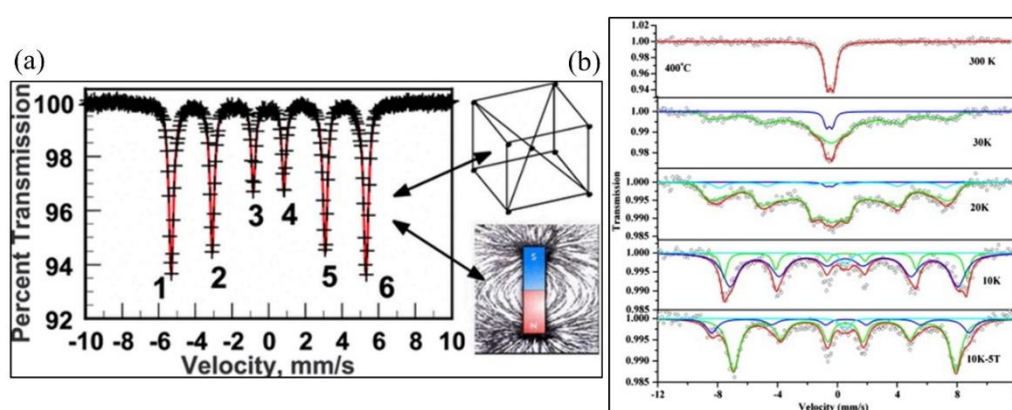 (a)
Percent Transmission
100
98
96
94
92
1
2
3
4
5
6
-10 -8 -6 -4 -2 0 2 4 6 8 10
Velocity, mm/s
S
N
(b)
Transmission
1.02
1.00
0.98
0.96
0.94
400°C
300 K
1.00
0.99
0.98
30K
1.000
0.995
0.990
0.985
20K
1.000
0.995
0.990
0.985
10K
1.000
0.995
0.990
0.985
10K-5T
-12 -8 -4 0 4 8
Velocity (mm/s)